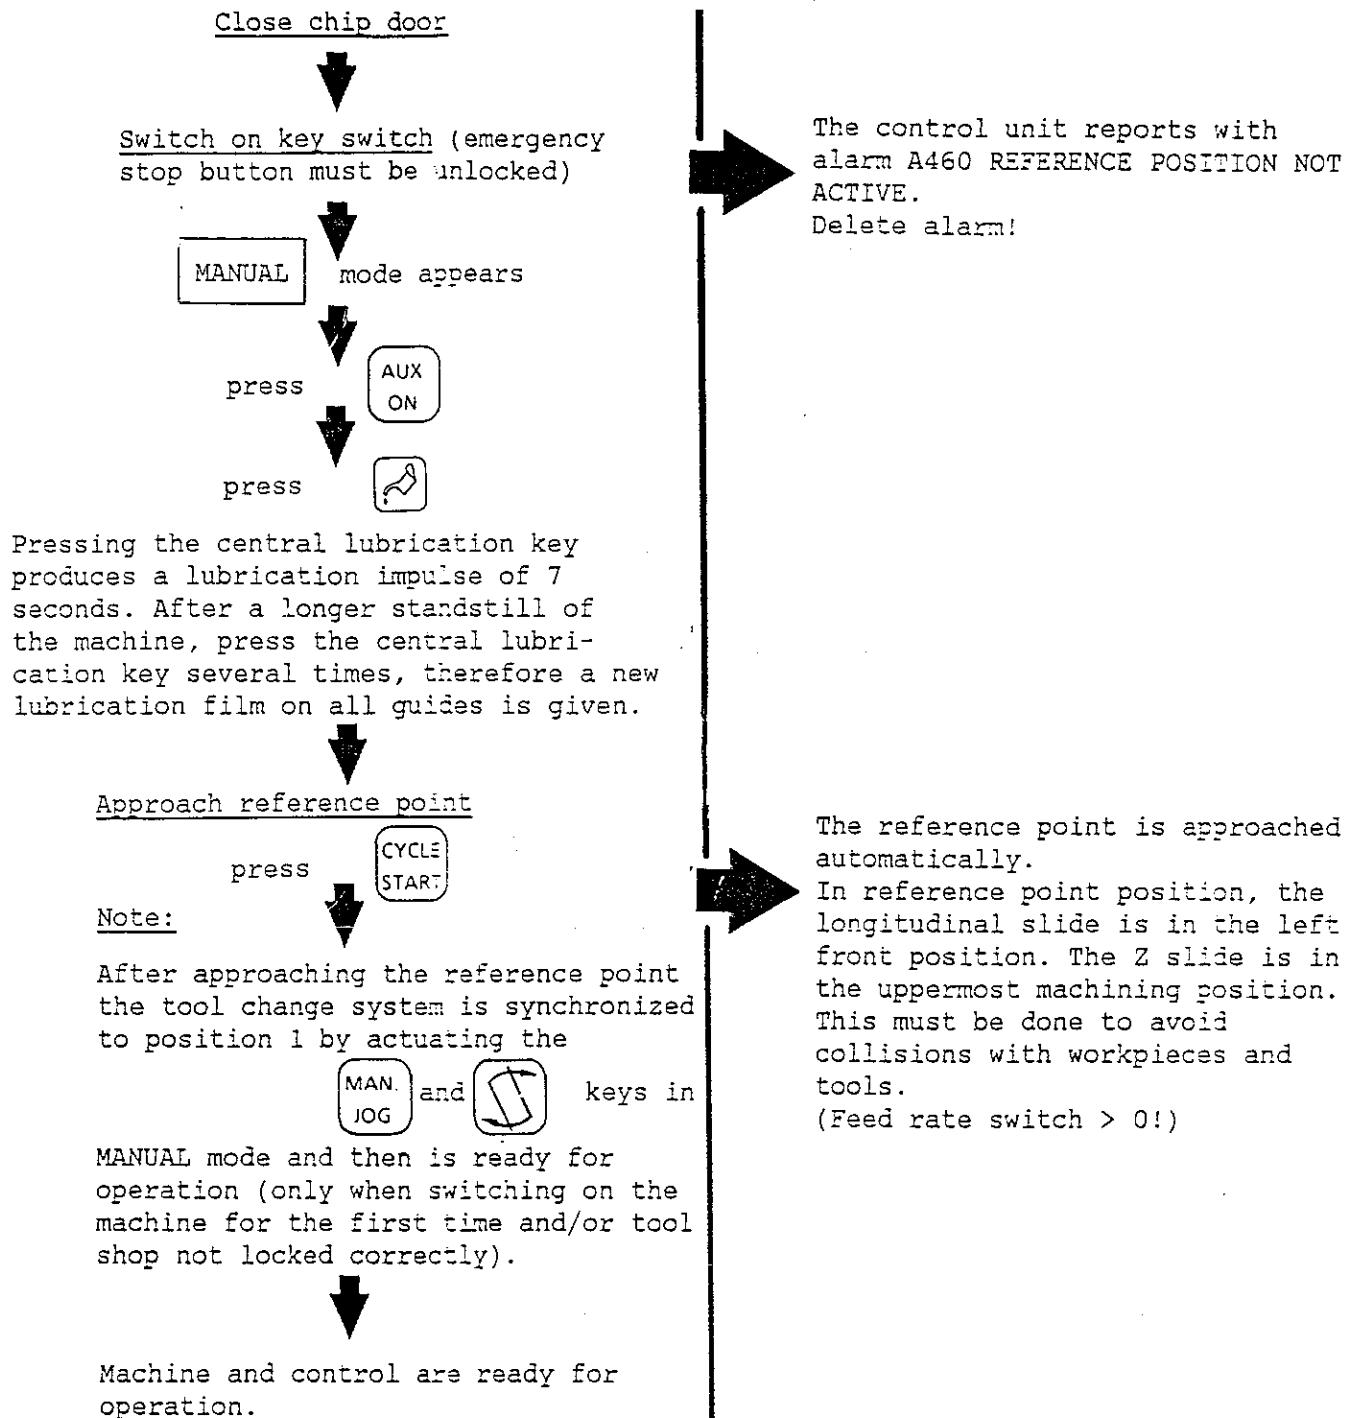 Close chip door
Switch on key switch (emergency
stop button must be unlocked)
The control unit reports with
alarm A460 REFERENCE POSITION NOT
ACTIVE.
Delete alarm!
MANUAL mode appears
press AUX
ON
press
Pressing the central lubrication key
produces a lubrication impulse of 7
seconds. After a longer standstill of
the machine, press the central lubri-
cation key several times, therefore a new
lubrication film on all guides is given.
Approach reference point
press CYCLE
START
The reference point is approached
automatically.
In reference point position, the
longitudinal slide is in the left
front position. The Z slide is in
the uppermost machining position.
This must be done to avoid
collisions with workpieces and
tools.
(Feed rate switch > 0!)
Note:
After approaching the reference point
the tool change system is synchronized
to position 1 by actuating the
MAN.
JOG and keys in
MANUAL mode and then is ready for
operation (only when switching on the
machine for the first time and/or tool
shop not locked correctly).
Machine and control are ready for
operation.